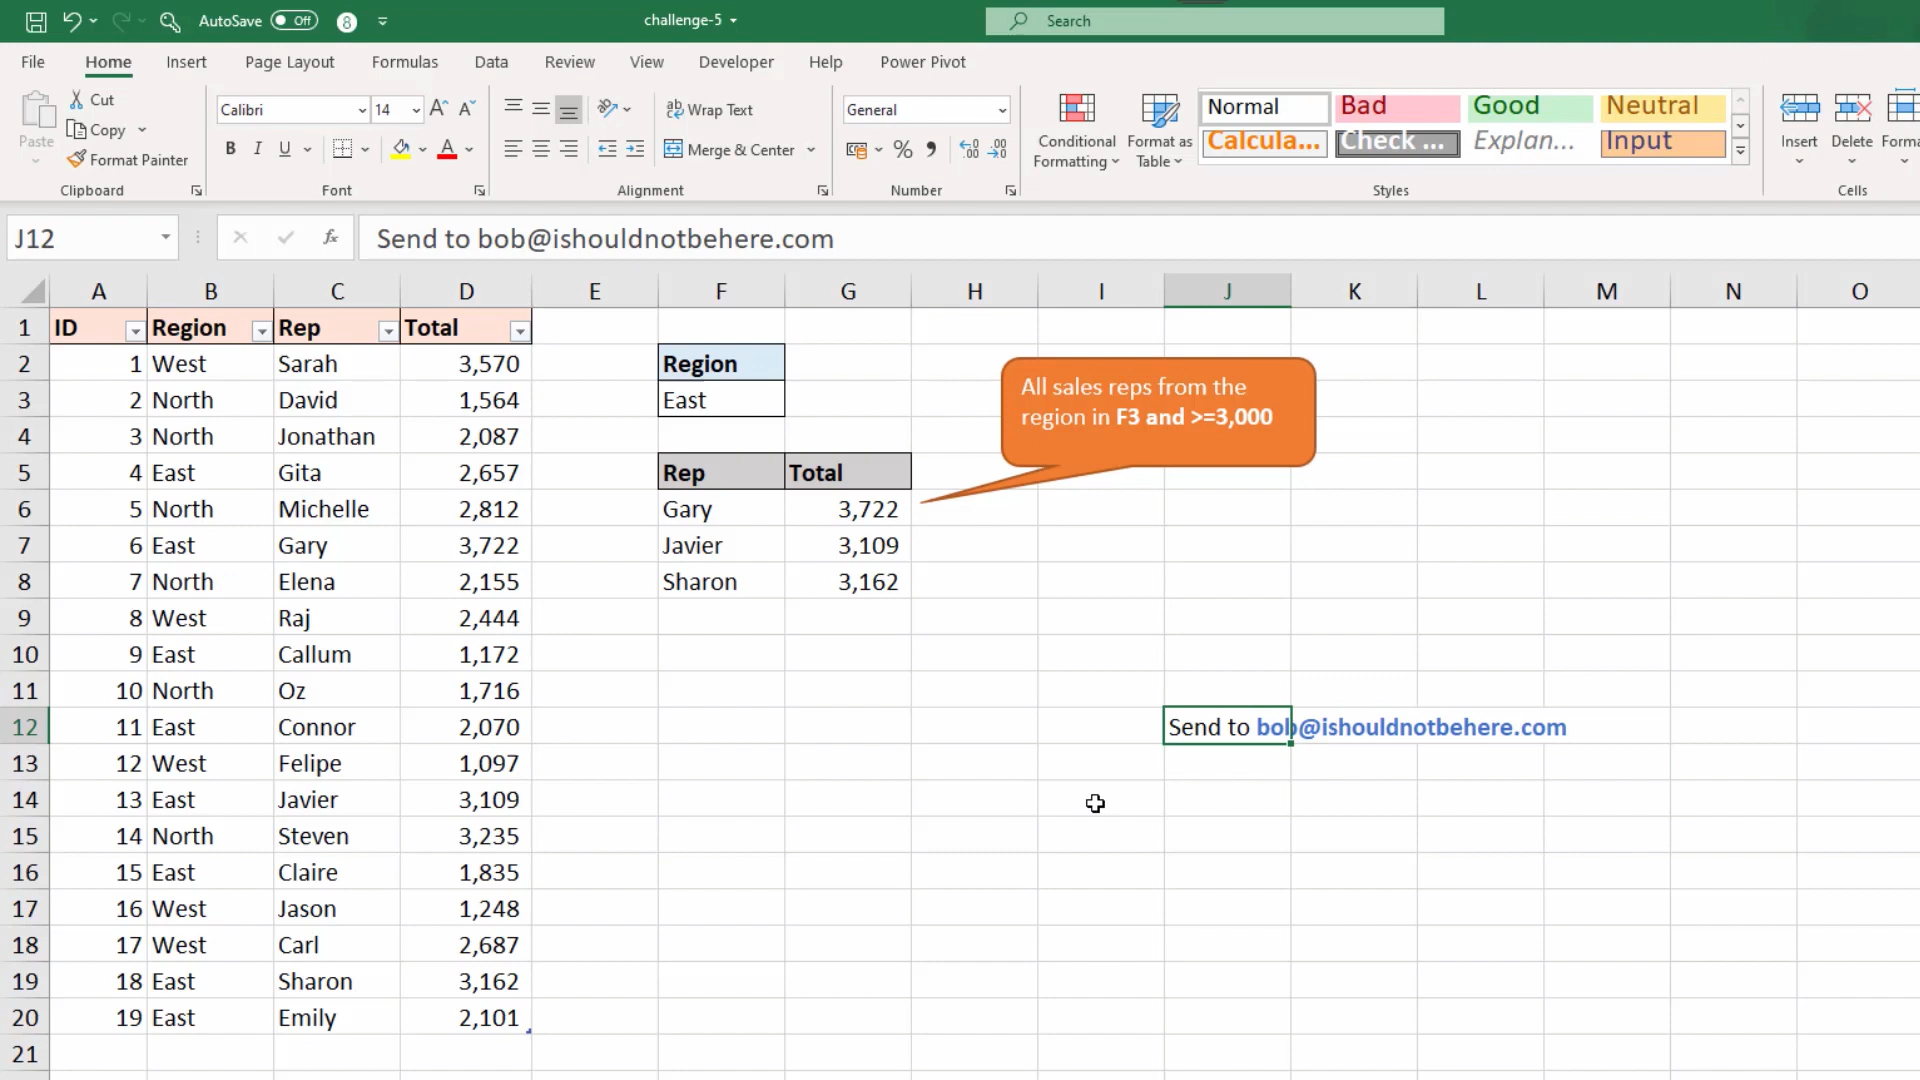 AutoSave Off 8 challenge-5 Search
File Home Insert Page Layout Formulas Data Review View Developer Help Power Pivot
Paste
Cut
Copy
Format Painter
Clipboard
Calibri 14
B I U
Font
Wrap Text
Merge & Center
Alignment
General
Number
Conditional Formatting
Format as Table
Normal Bad Good Neutral
Calcula... Check ... Explan... Input
Styles
Insert Delete Forma
Cells
J12 fx Send to bob@ishouldnotbehere.com
A B C D E F G H I J K L M N O
1 ID Region Rep Total
2 1 West Sarah 3,570 Region
3 2 North David 1,564 East
4 3 North Jonathan 2,087
5 4 East Gita 2,657 Rep Total
6 5 North Michelle 2,812 Gary 3,722
7 6 East Gary 3,722 Javier 3,109
8 7 North Elena 2,155 Sharon 3,162
9 8 West Raj 2,444
10 9 East Callum 1,172
11 10 North Oz 1,716
12 11 East Connor 2,070 Send to bob@ishouldnotbehere.com
13 12 West Felipe 1,097
14 13 East Javier 3,109
15 14 North Steven 3,235
16 15 East Claire 1,835
17 16 West Jason 1,248
18 17 West Carl 2,687
19 18 East Sharon 3,162
20 19 East Emily 2,101
21
All sales reps from the
region in F3 and >=3,000